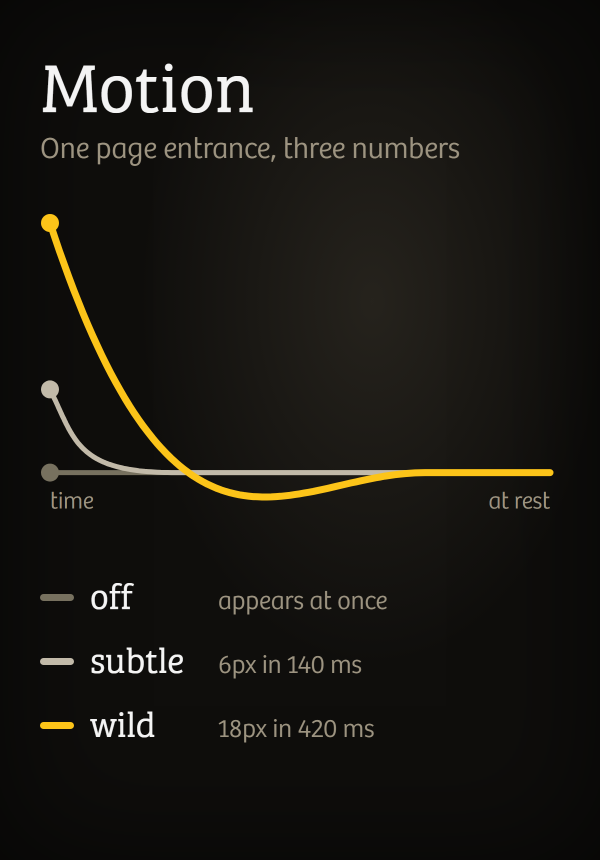 Motion
One page entrance, three numbers
time
at rest
off
appears at once
subtle
6px in 140 ms
wild
18px in 420 ms